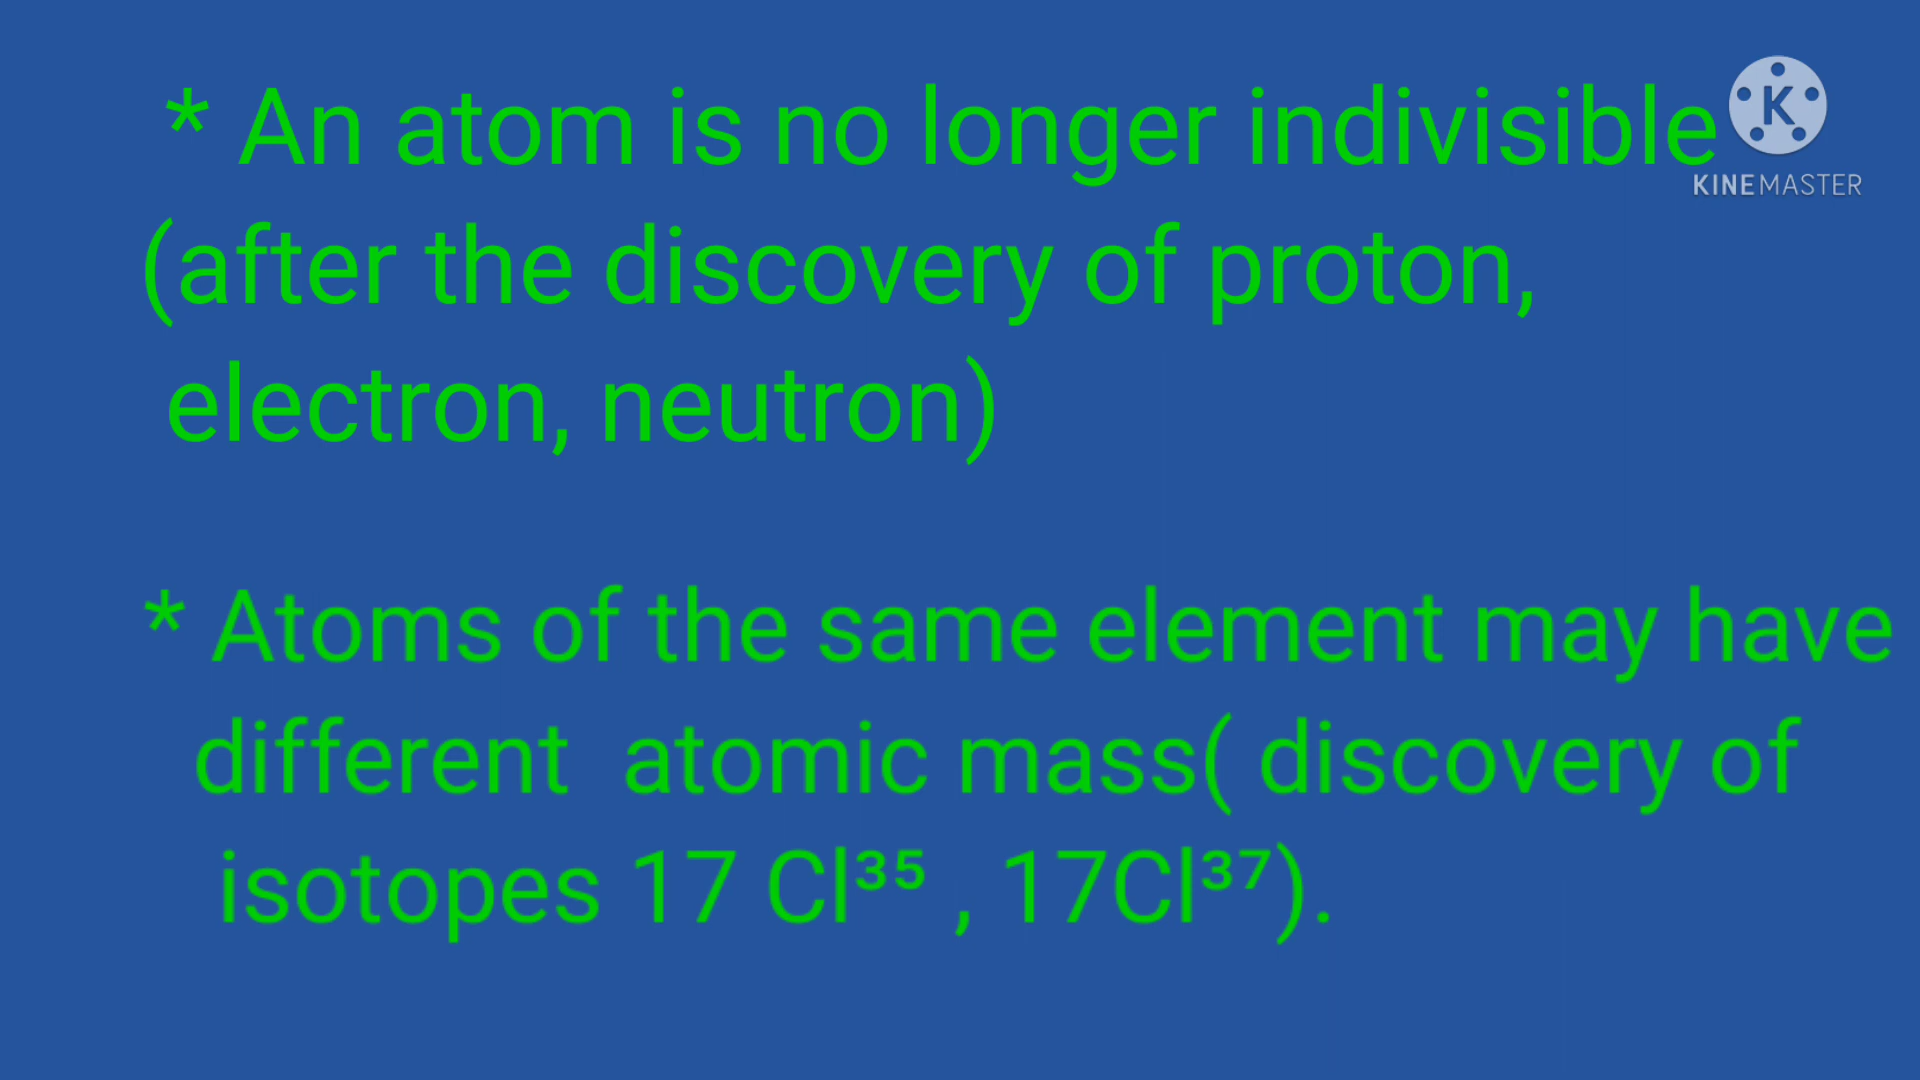 * An atom is no longer indivisible
K
KINEMASTER
(after the discovery of proton,
electron, neutron)
* Atoms of the same element may have
different  atomic mass( discovery of
isotopes 17 Cl³⁵ , 17Cl³⁷).